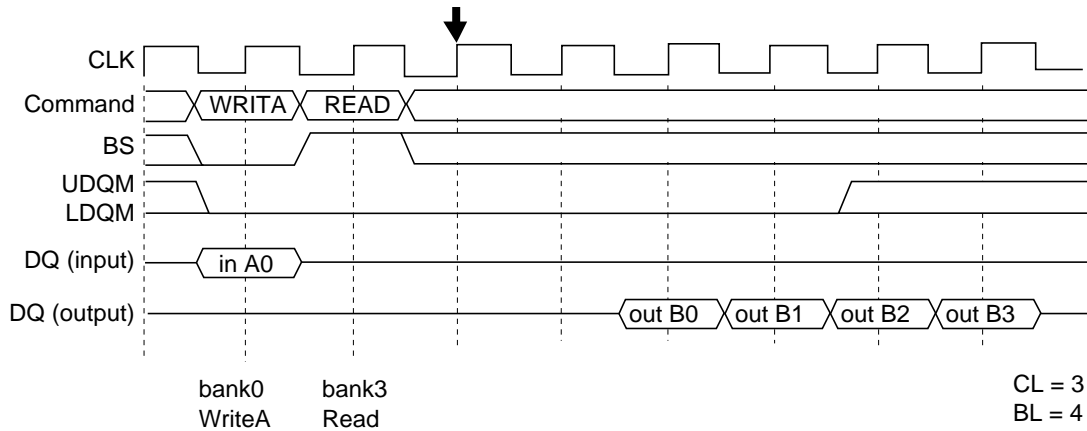 CLK
Command WRITA READ
BS
UDQM
LDQM
DQ (input) in A0
DQ (output) out B0 out B1 out B2 out B3
bank0 bank3 CL = 3
WriteA Read BL = 4